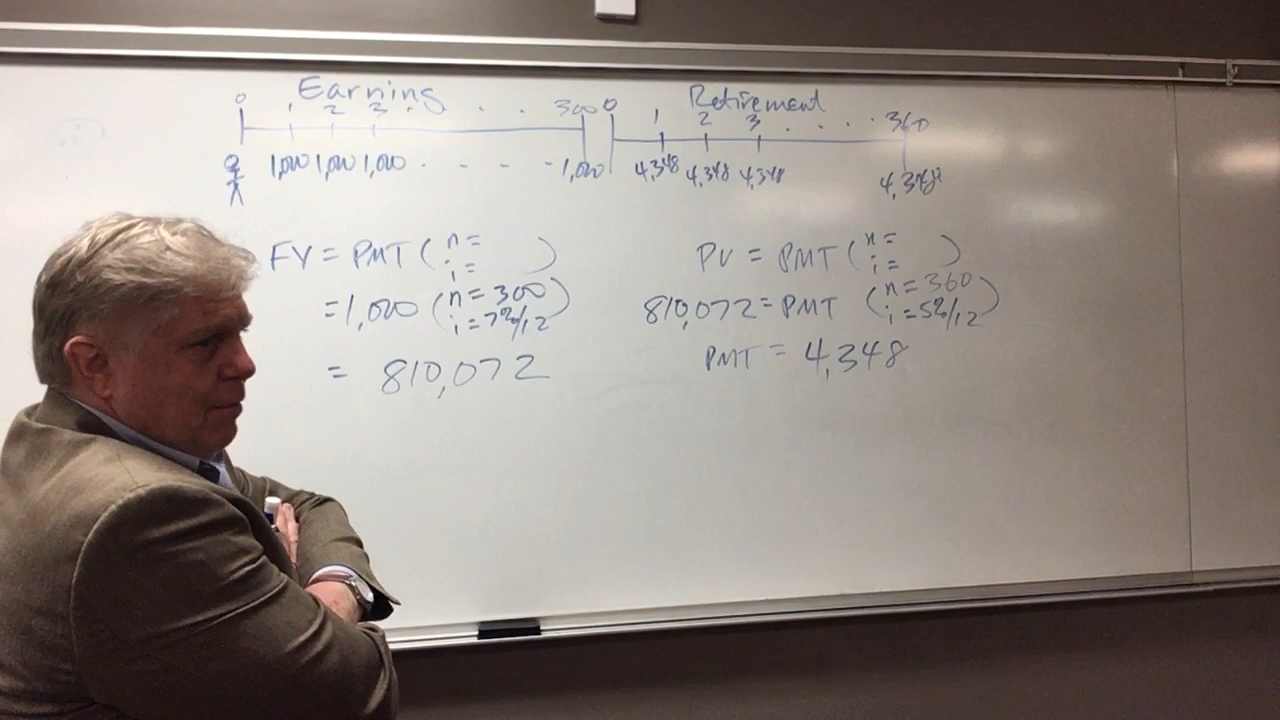 Earning
Retirement
0 1 2 3 . . . 300
0 1 2 3 . . . . 360
1,000 1,000 1,000 - - - - 1,000
4,348 4,348 4,348 4,348
FV = PMT ( n= i= )
= 1,000 ( n = 300 i = 7%/12 )
= 810,072
PV = PMT ( n= i= )
810,072 = PMT ( n = 360 i = 5%/12 )
PMT = 4,348